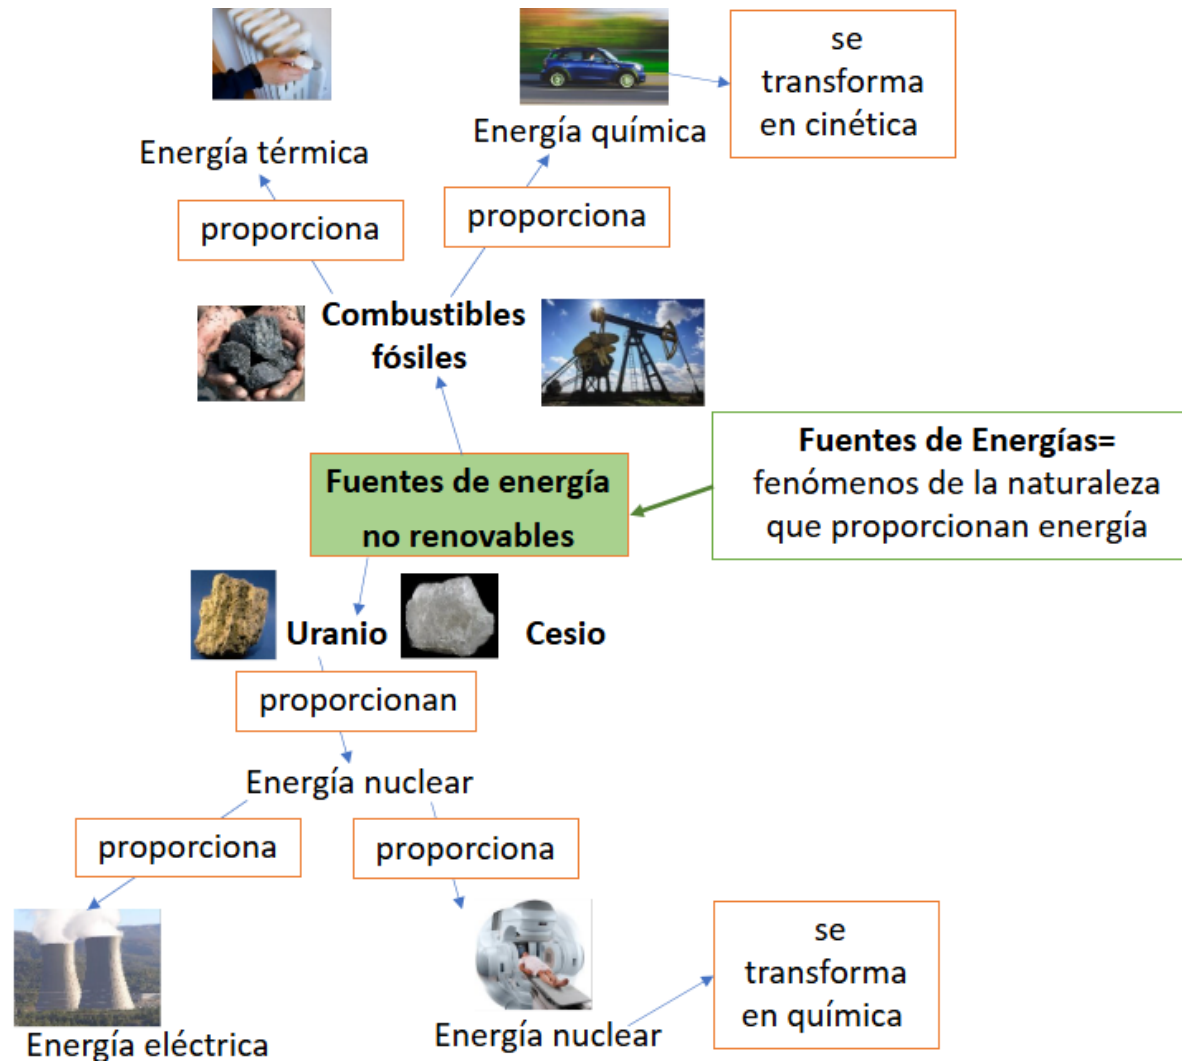 se
transforma
en cinética
Energía química
Energía térmica
proporciona
proporciona
Combustibles
fósiles
Fuentes de Energías=
fenómenos de la naturaleza
que proporcionan energía
Fuentes de energía
no renovables
Uranio
Cesio
proporcionan
Energía nuclear
proporciona
proporciona
se
transforma
en química
Energía eléctrica
Energía nuclear